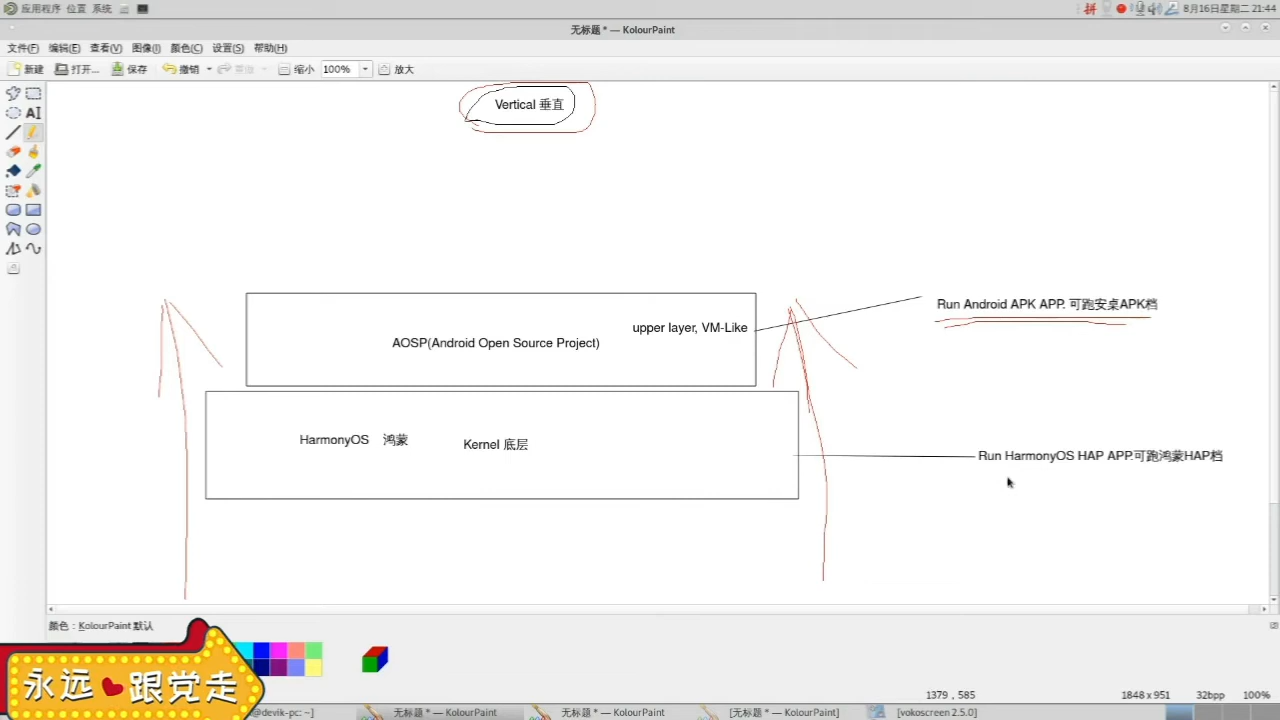 应用程序 位置 系统 拼 8月16日星期二 21:44
无标题 * — KolourPaint
文件(F) 编辑(E) 查看(V) 图像(I) 颜色(C) 设置(S) 帮助(H)
新建 打开... 保存 撤销 重做 缩小 100% 放大
AI
Vertical 垂直
Run Android APK APP. 可跑安桌APK档
upper layer, VM-Like
AOSP(Android Open Source Project)
HarmonyOS 鸿蒙
Kernel 底层
Run HarmonyOS HAP APP.可跑鸿蒙HAP档
颜色：KolourPaint 默认
永远跟党走
1379 , 585 1848 x 951 32bpp 100%
@devik-pc: ~] 无标题 * — KolourPaint 无标题 * — KolourPaint [无标题 * — KolourPaint] [vokoscreen 2.5.0]